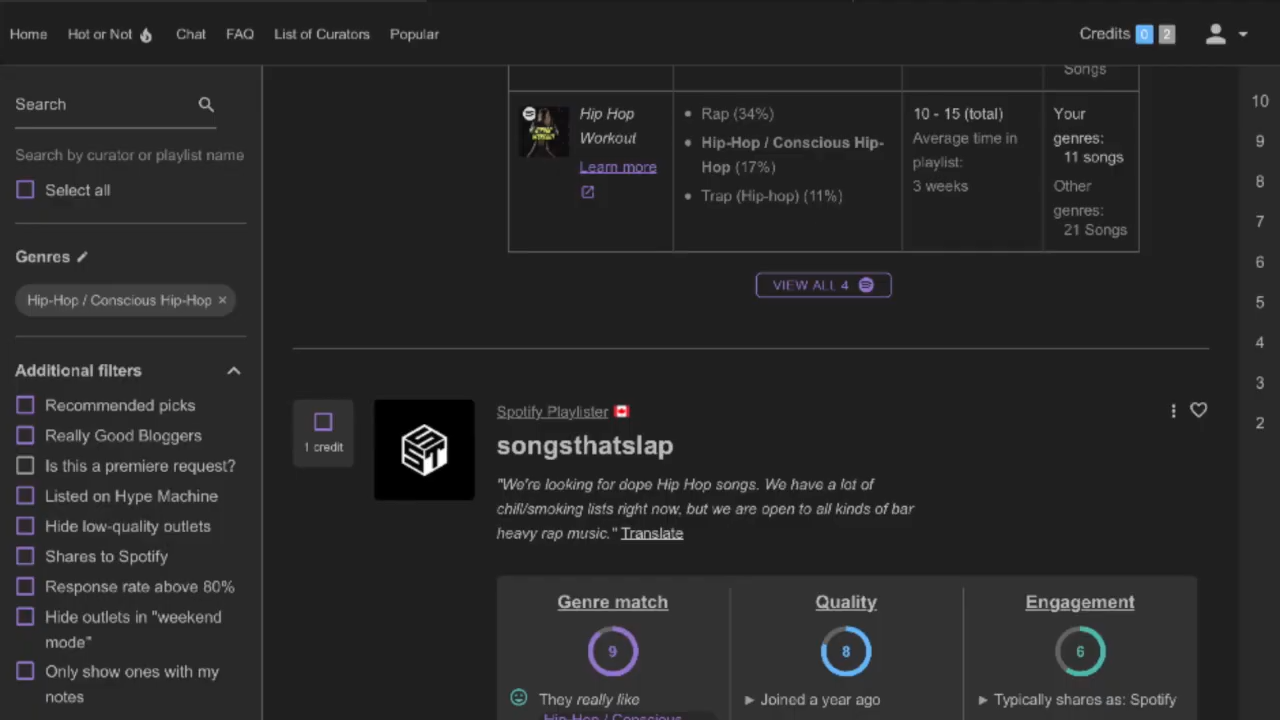 Home Hot or Not Chat FAQ List of Curators Popular Credits 0 2
Search
Search by curator or playlist name
Select all
Genres
Hip-Hop / Conscious Hip-Hop ×
Additional filters
Recommended picks
Really Good Bloggers
Is this a premiere request?
Listed on Hype Machine
Hide low-quality outlets
Shares to Spotify
Response rate above 80%
Hide outlets in "weekend
mode"
Only show ones with my
notes
Songs
Hip Hop
Workout
Learn more
• Rap (34%)
• Hip-Hop / Conscious Hip-
Hop (17%)
• Trap (Hip-hop) (11%)
10 - 15 (total)
Average time in
playlist:
3 weeks
Your
genres:
11 songs
Other
genres:
21 Songs
VIEW ALL 4
1 credit
SST
Spotify Playlister
songsthatslap
"We're looking for dope Hip Hop songs. We have a lot of
chill/smoking lists right now, but we are open to all kinds of bar
heavy rap music." Translate
Genre match
9
They really like
Hip-Hop / Conscious
Quality
8
Joined a year ago
Engagement
6
Typically shares as: Spotify
10
9
8
7
6
5
4
3
2